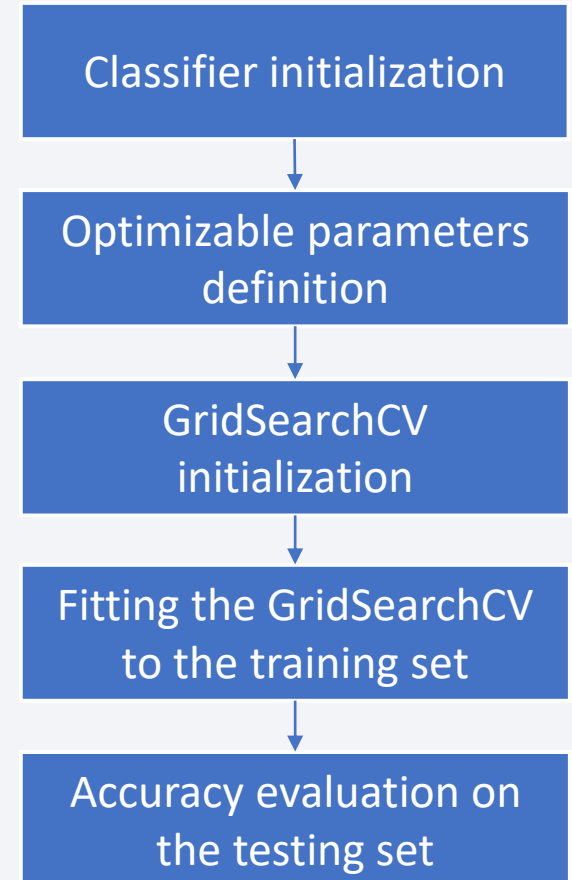 Classifier initialization
Optimizable parameters
definition
GridSearchCV
initialization
Fitting the GridSearchCV
to the training set
Accuracy evaluation on
the testing set